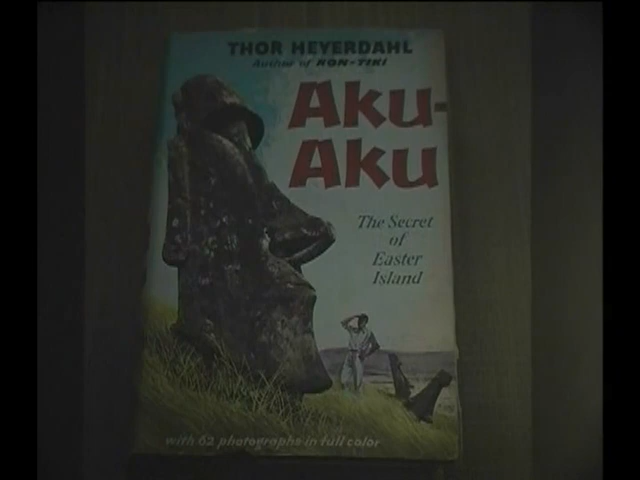 THOR HEYERDAHL
Author of KON-TIKI
AKU-
AKU
The Secret
of
Easter
Island
with 62 photographs in full color